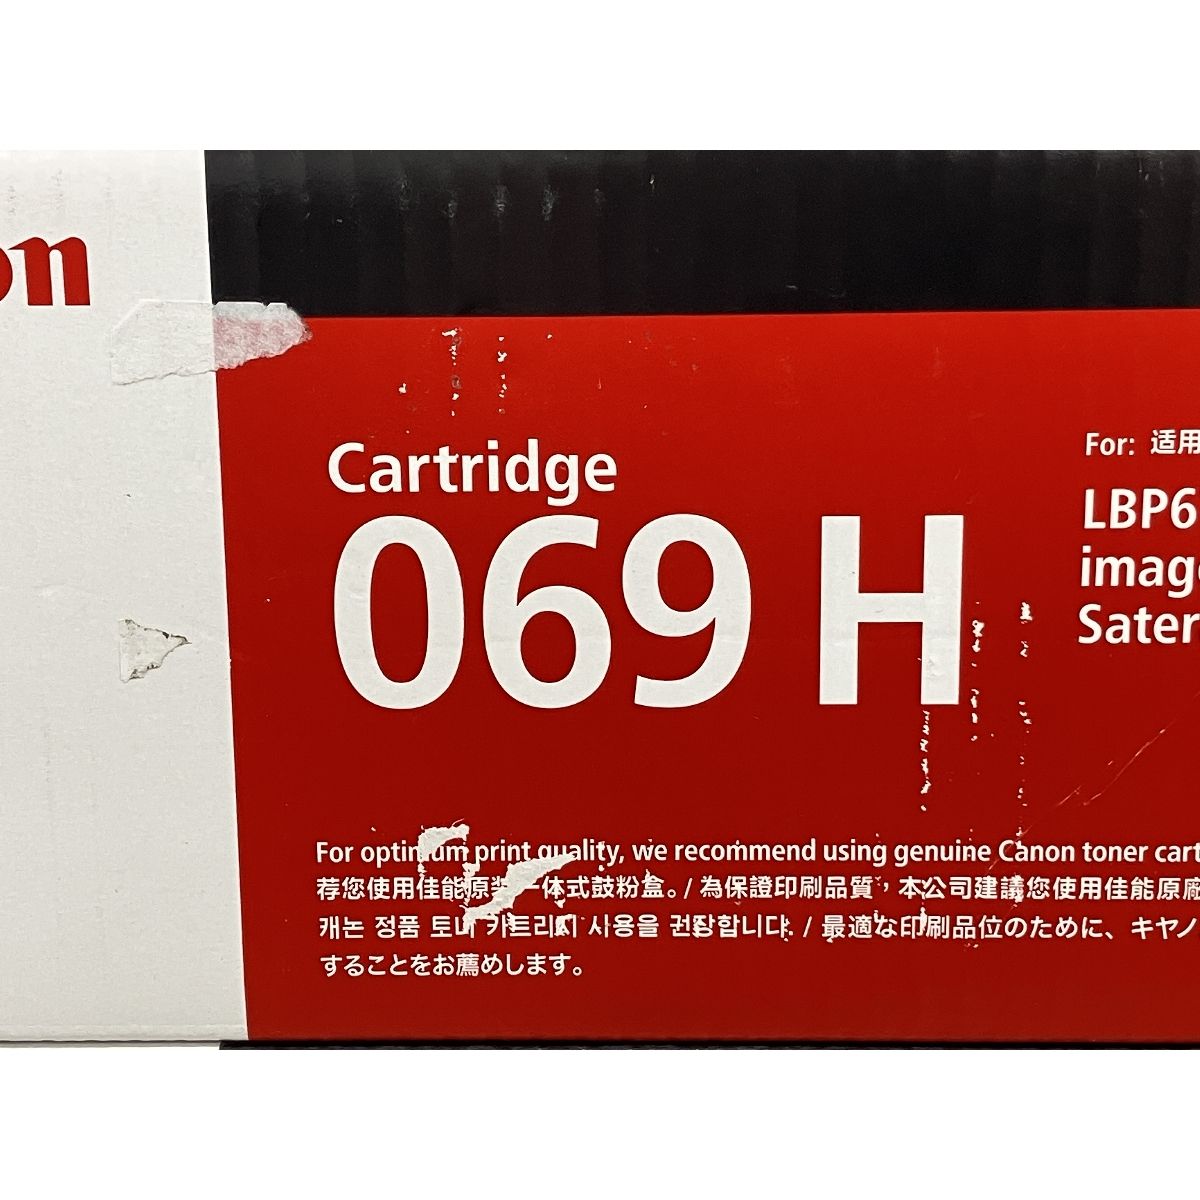 on
Cartridge
069 H
For: 适用
LBP6
image
Sater
For optimum print quality, we recommend using genuine Canon toner cart
荐您使用佳能原装一体式鼓粉盒。/ 為保證印刷品質，本公司建議您使用佳能原廠
캐논 정품 토너 카트리지 사용을 권장합니다. / 最適な印刷品位のために、キヤノ
することをお薦めします。